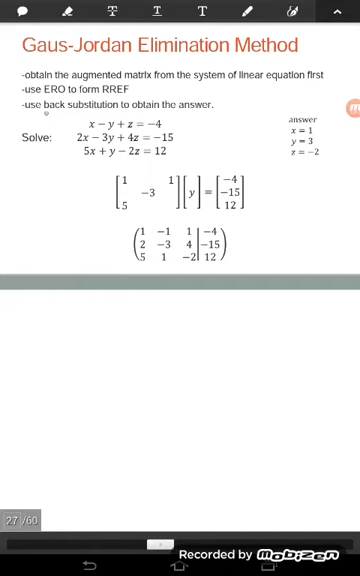 Gaus-Jordan Elimination Method
-obtain the augmented matrix from the system of linear equation first
-use ERO to form RREF
-use back substitution to obtain the answer.
Solve:
x − y + z = −4
2x − 3y + 4z = −15
5x + y − 2z = 12
answer
x = 1
y = 3
z = −2
[1 1] [ ] [−4]
[−3] [y] = [−15]
[5] [ ] [12]
(1 −1 1 | −4)
(2 −3 4 | −15)
(5 1 −2 | 12)
27 /60
Recorded by Mobizen